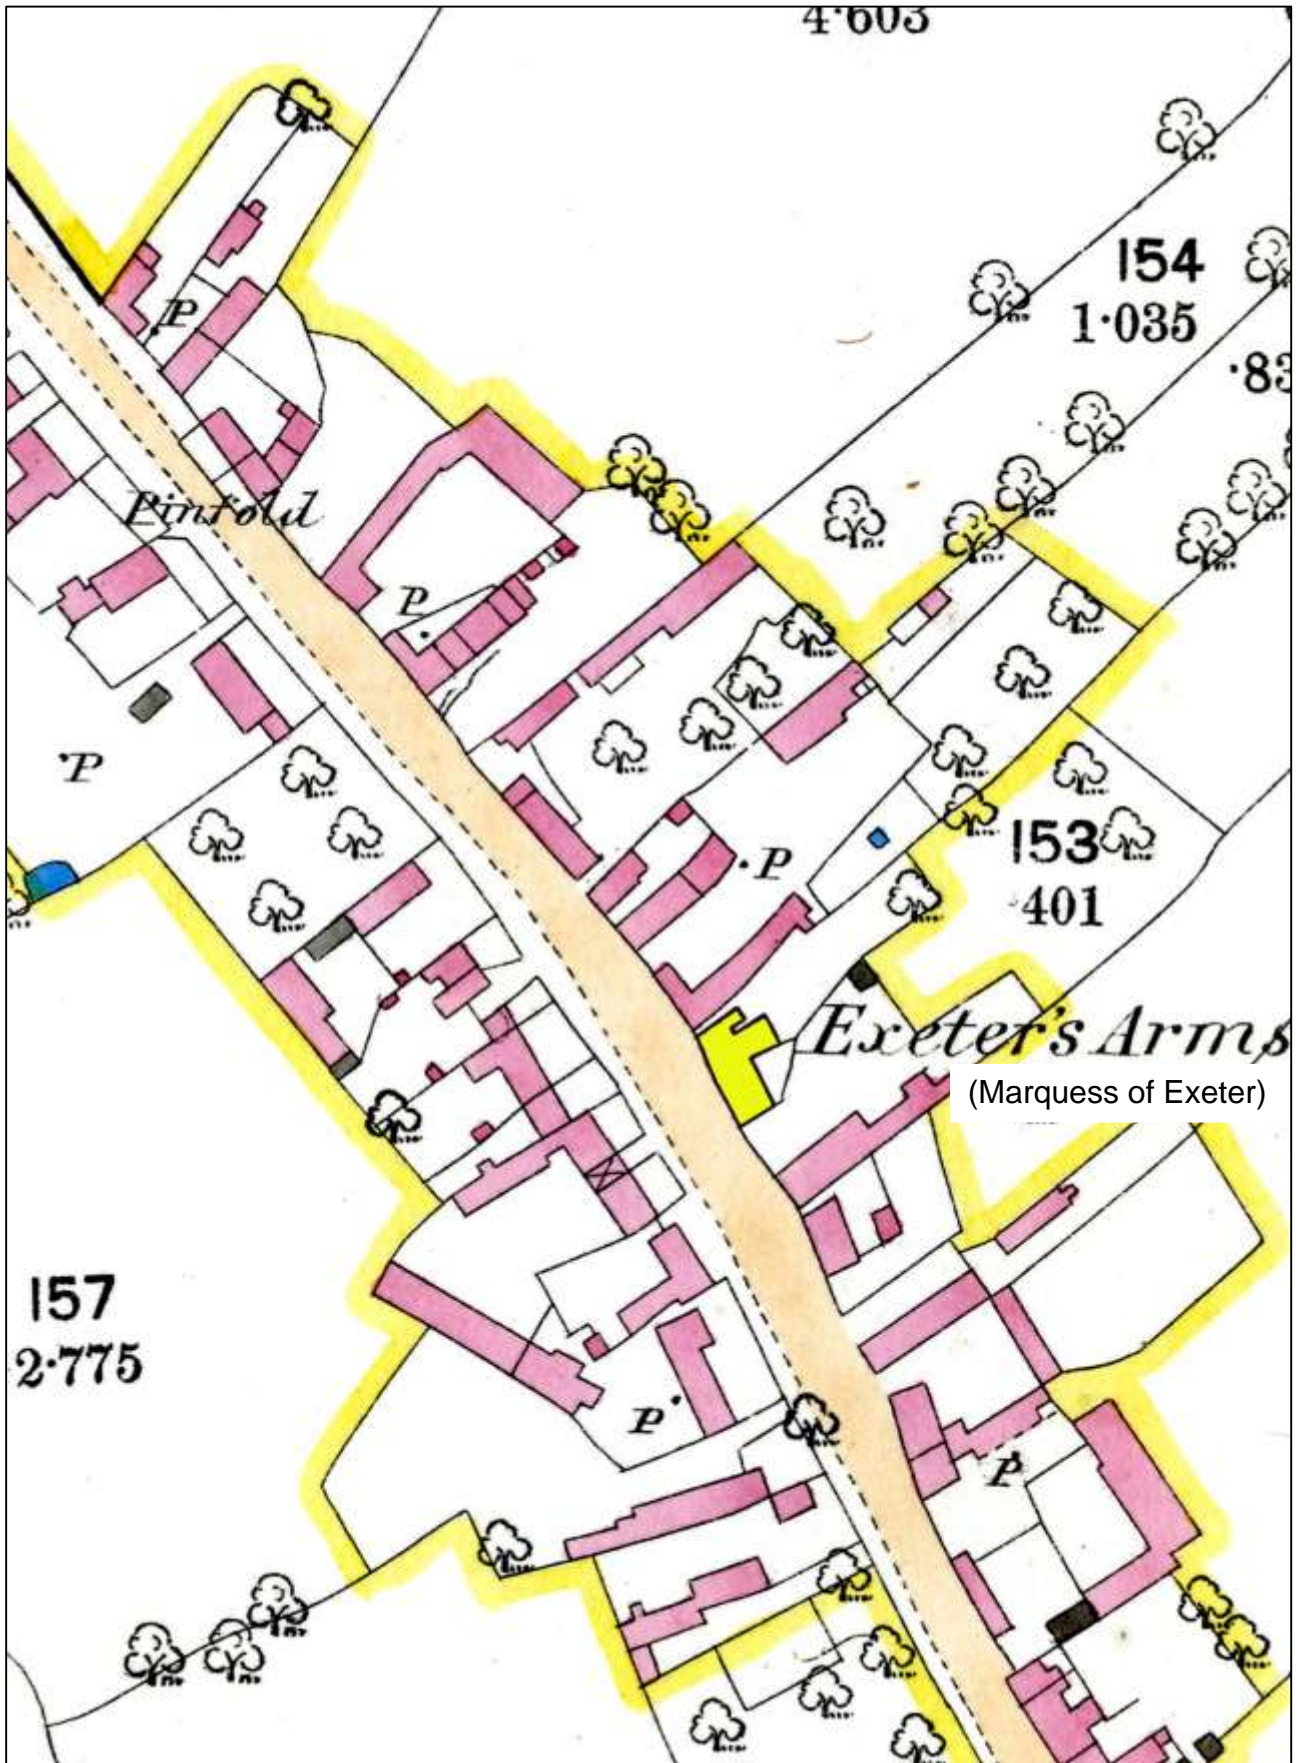 4·603
154
1·035
·83
P
Pinfold
P
P
P
153
·401
Exeter's Arms
(Marquess of Exeter)
157
2·775
P
P